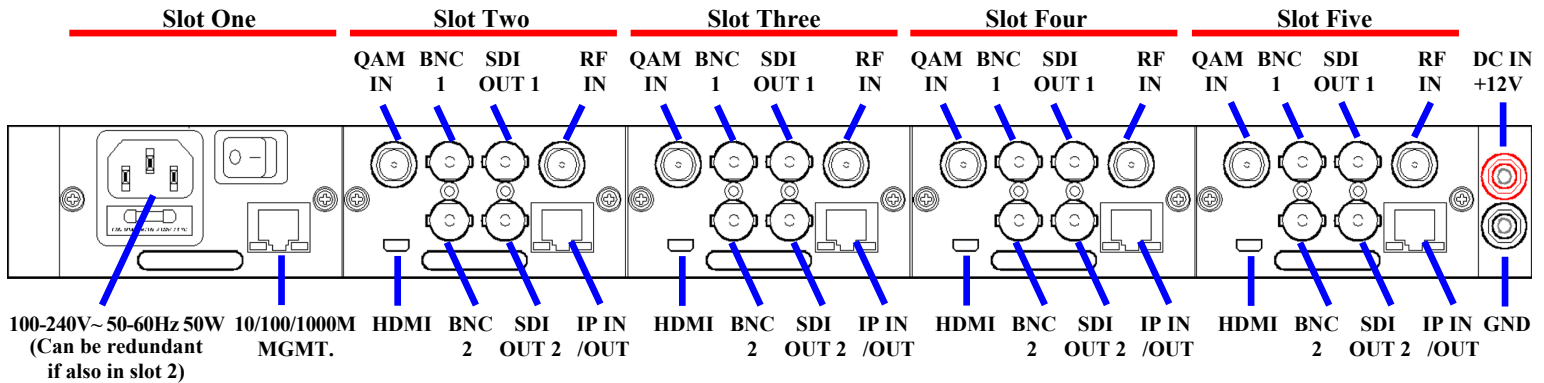 Slot One Slot Two Slot Three Slot Four Slot Five
QAM BNC SDI RF QAM BNC SDI RF QAM BNC SDI RF QAM BNC SDI RF DC IN
IN 1 OUT 1 IN IN 1 OUT 1 IN IN 1 OUT 1 IN IN 1 OUT 1 IN +12V
100-240V~ 50-60Hz 50W 10/100/1000M HDMI BNC SDI IP IN HDMI BNC SDI IP IN HDMI BNC SDI IP IN HDMI BNC SDI IP IN GND
(Can be redundant MGMT. 2 OUT 2 /OUT 2 OUT 2 /OUT 2 OUT 2 /OUT 2 OUT 2 /OUT
if also in slot 2)